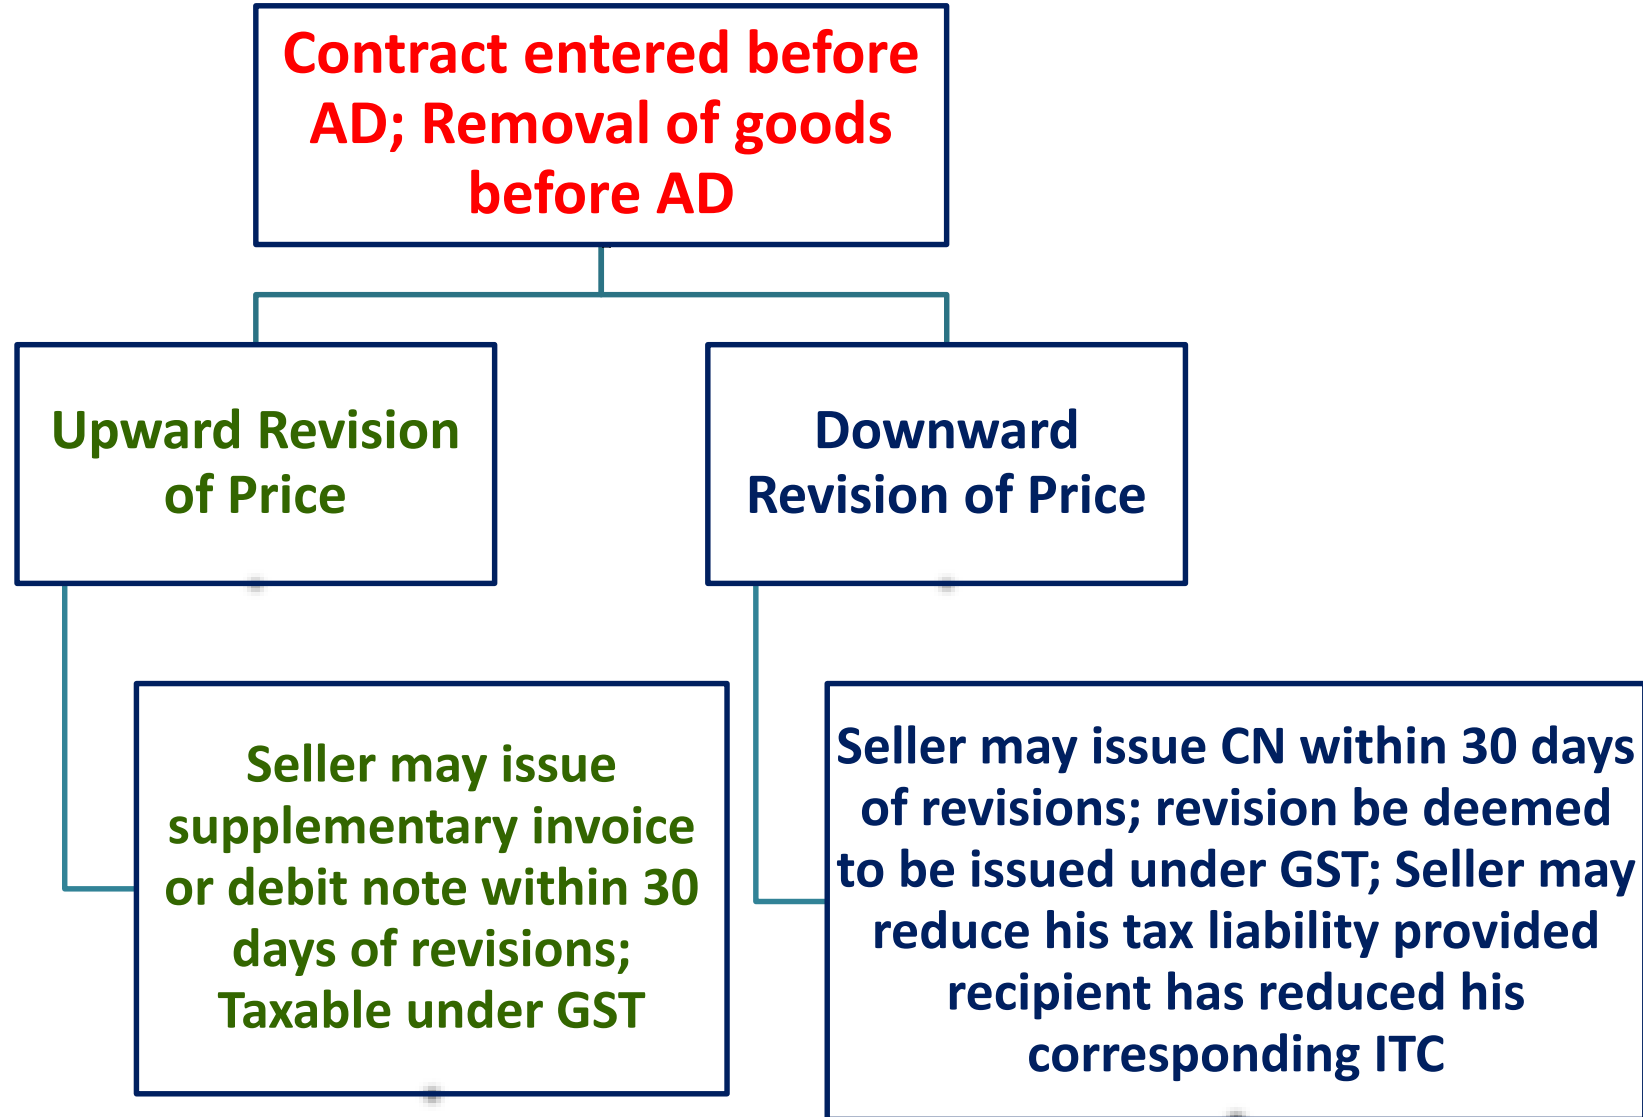 Contract entered before
AD; Removal of goods
before AD
Upward Revision
of Price
Downward
Revision of Price
Seller may issue
supplementary invoice
or debit note within 30
days of revisions;
Taxable under GST
Seller may issue CN within 30 days
of revisions; revision be deemed
to be issued under GST; Seller may
reduce his tax liability provided
recipient has reduced his
corresponding ITC